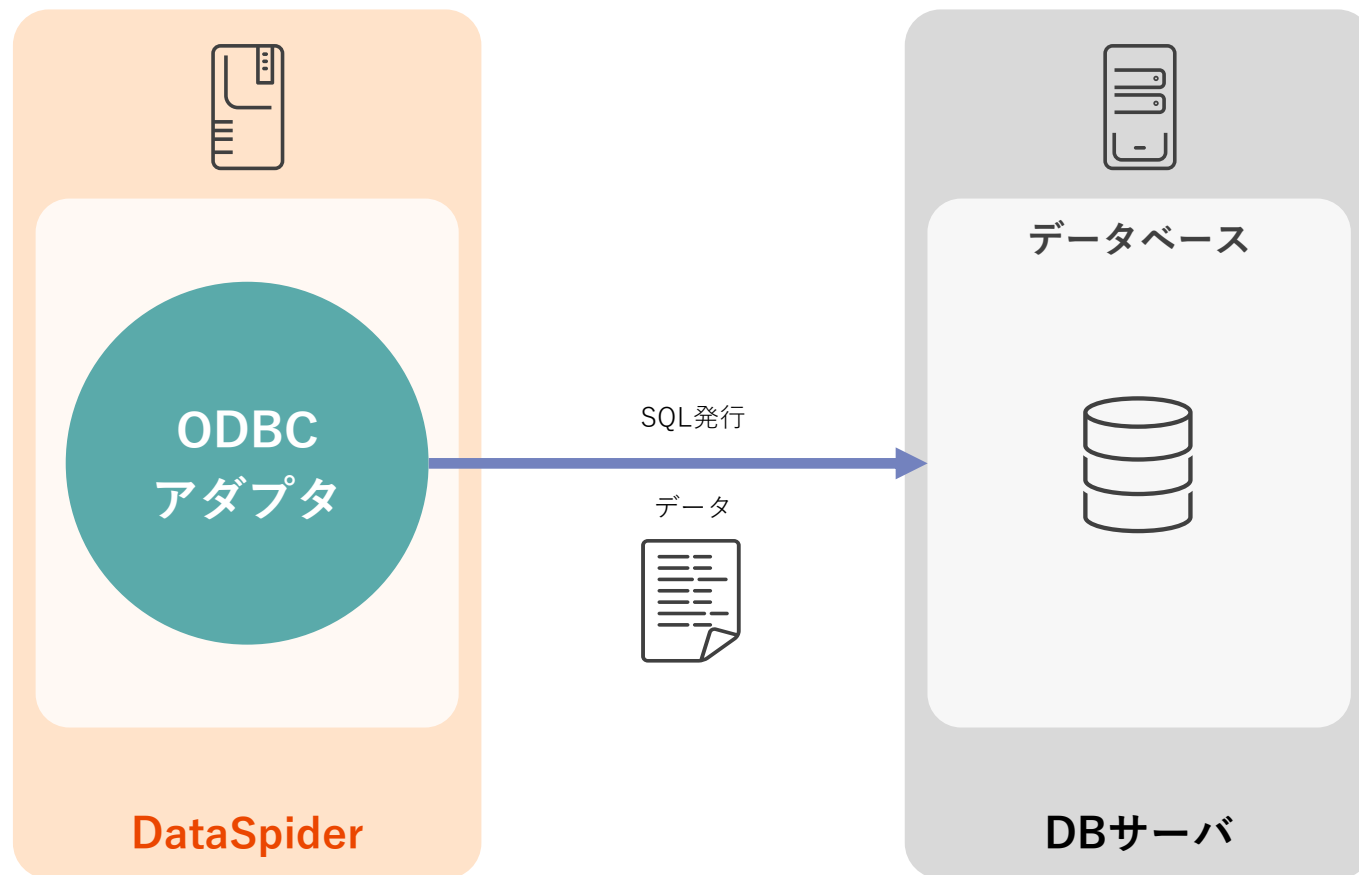 データベース
ODBC
アダプタ
SQL発行
データ
DataSpider
DBサーバ